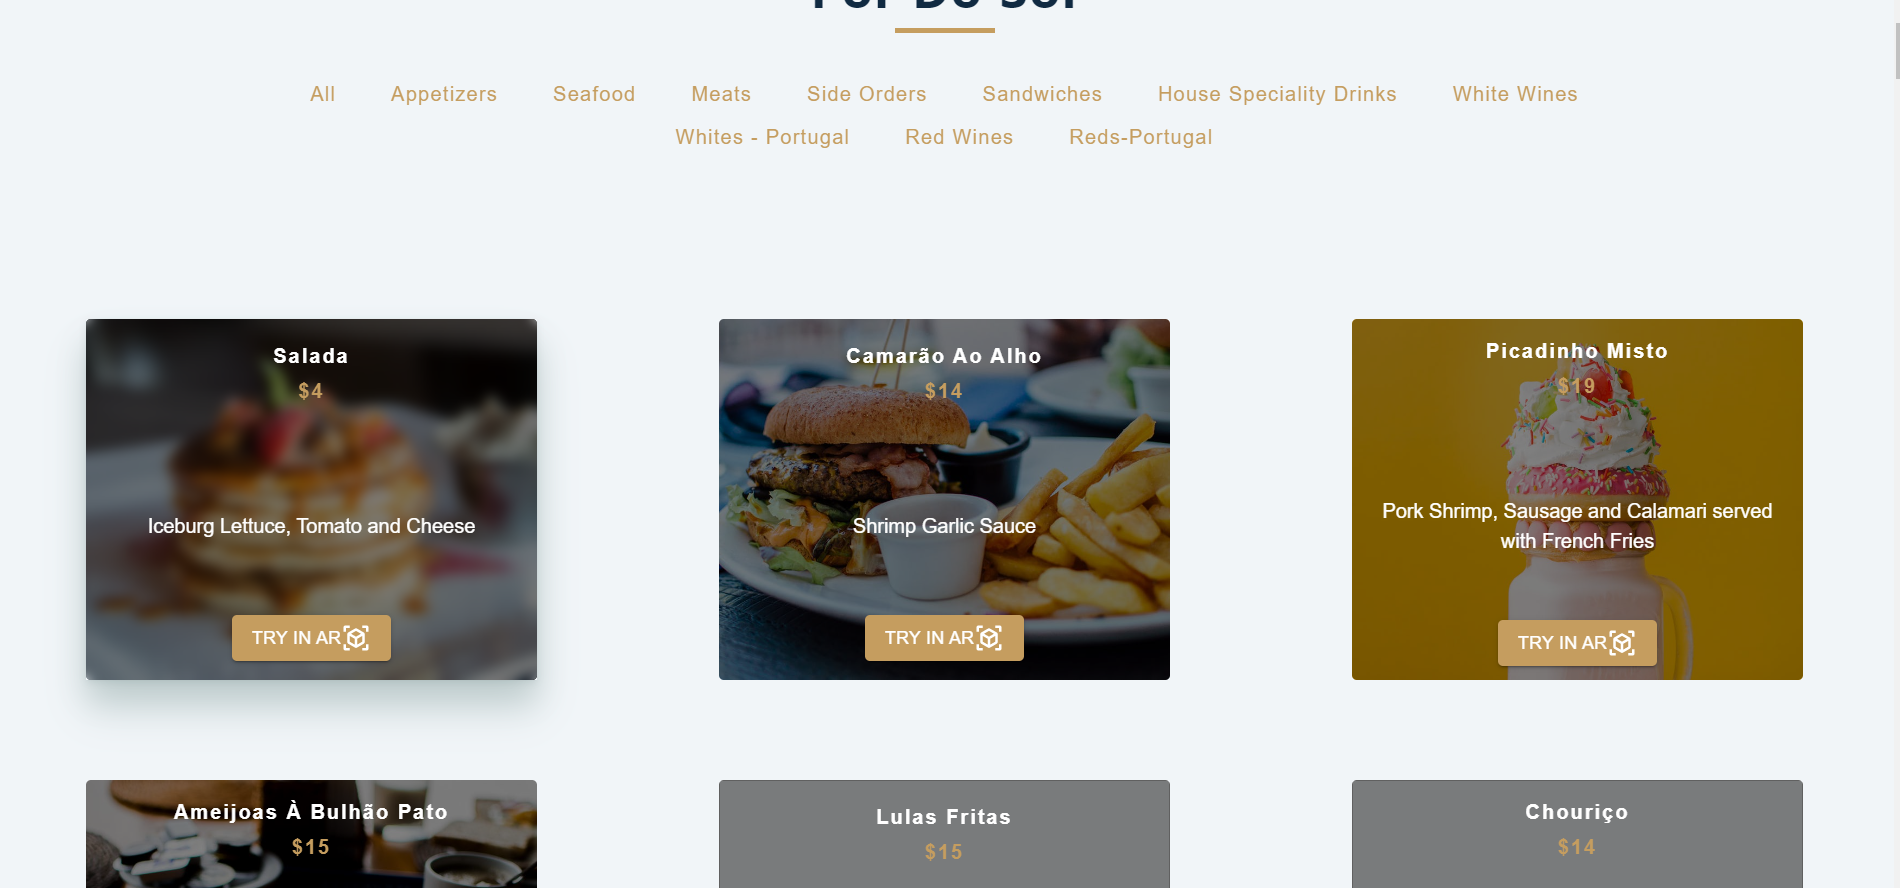 Por Do Sol
All Appetizers Seafood Meats Side Orders Sandwiches House Speciality Drinks White Wines
Whites - Portugal Red Wines Reds-Portugal
Salada
$4
Iceburg Lettuce, Tomato and Cheese
TRY IN AR
Camarão Ao Alho
$14
Shrimp Garlic Sauce
TRY IN AR
Picadinho Misto
$19
Pork Shrimp, Sausage and Calamari served
with French Fries
TRY IN AR
Ameijoas À Bulhão Pato
$15
Lulas Fritas
$15
Chouriço
$14